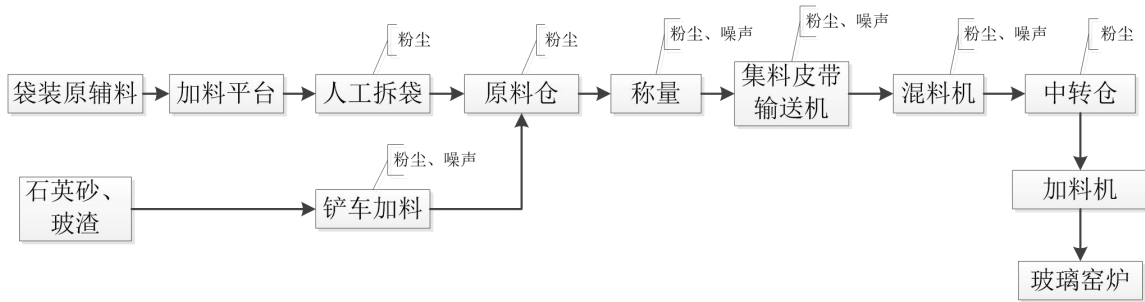 粉尘
粉尘
粉尘、噪声
粉尘、噪声
粉尘、噪声
粉尘
袋装原辅料
加料平台
人工拆袋
原料仓
称量
集料皮带
输送机
混料机
中转仓
粉尘、噪声
石英砂、
玻渣
铲车加料
加料机
玻璃窑炉